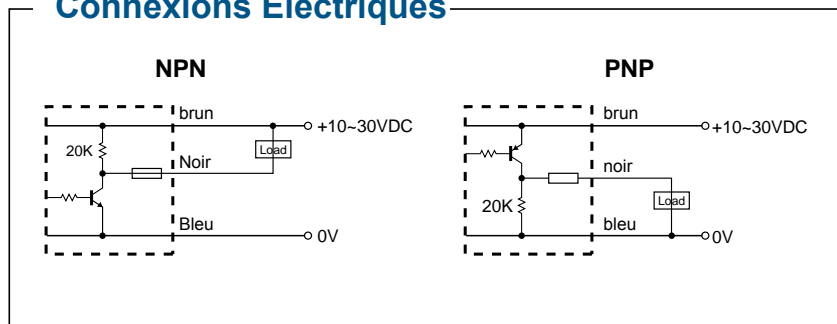 Connexions Electriques
NPN
brun
+10~30VDC
20K
Load
Noir
Bleu
0V
PNP
brun
+10~30VDC
noir
20K
Load
bleu
0V